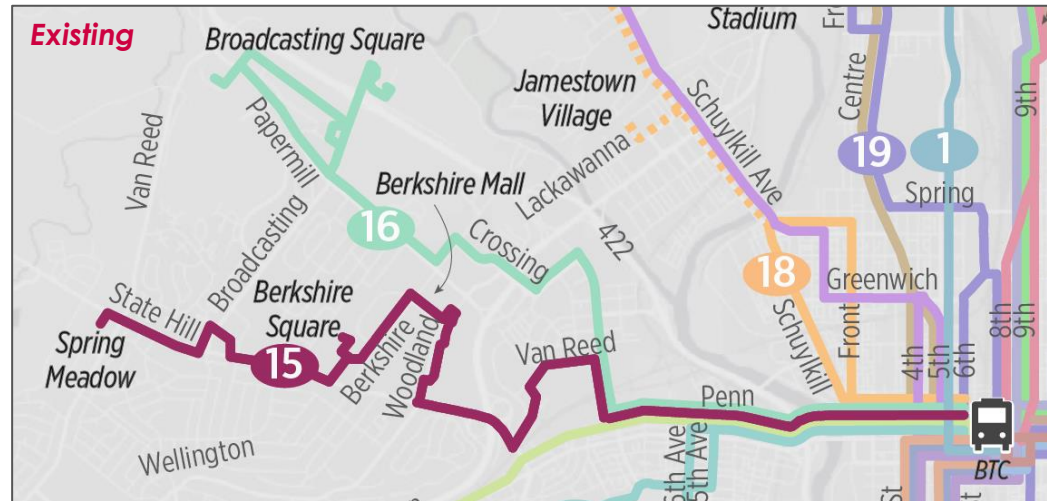 Existing
Broadcasting Square
Stadium
Jamestown
Village
Schuylkill Ave
Centre
9th
Van Reed
Papermill
Lackawanna
19
1
Spring
Berkshire Mall
16
Crossing
422
Broadcasting
18
Greenwich
State Hill
Berkshire
Square
Spring
Meadow
15
Berkshire
Woodland
Van Reed
Schuylkill
Front
4th
5th
6th
8th
9th
Penn
Wellington
5th Ave
BTC
St